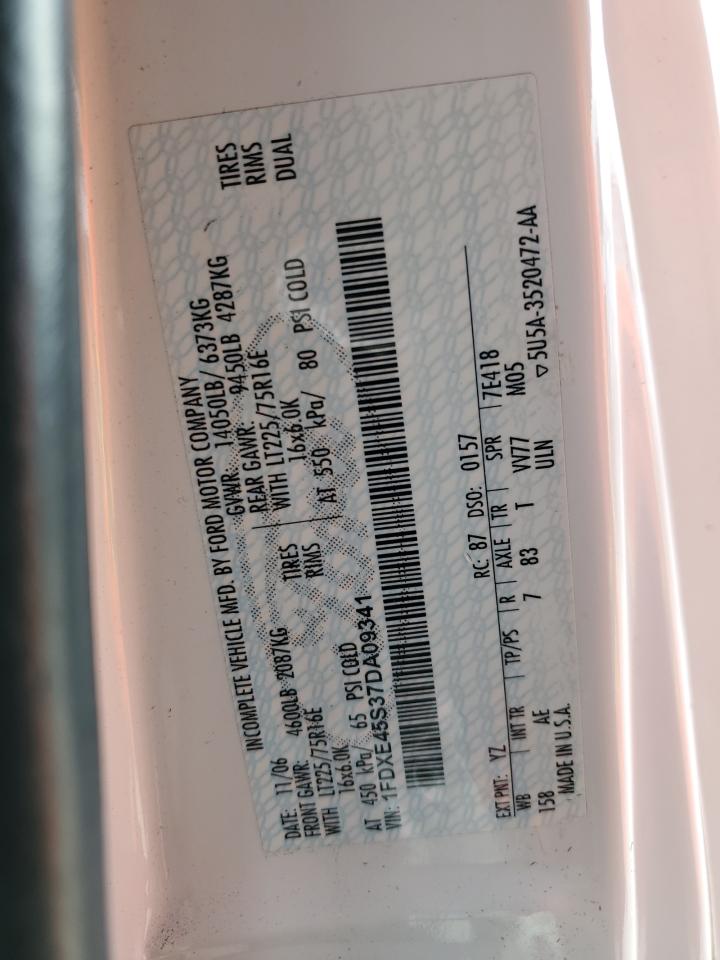 INCOMPLETE VEHICLE MFD. BY FORD MOTOR COMPANY
DATE: 11/06 GVWR: 14050LB/ 6373KG
FRONT GAWR: 4600LB 2087KG REAR GAWR: 9450LB 4287KG
WITH LT225/75R16E TIRES WITH LT225/75R16E TIRES
16x6.0K RIMS 16x6.0K RIMS
AT 450 kPa/ 65 PSI COLD AT 550 kPa/ 80 PSI COLD DUAL
VIN: 1FDXE45S37DA09341
EXT PNT: YZ RC: 87 DSO: 0157
WB INT TR TP/PS R AXLE TR SPR 17E418
158 AE 7 83 T VV77 M05
ULN
MADE IN U.S.A. ▽5U5A-3520472-AA